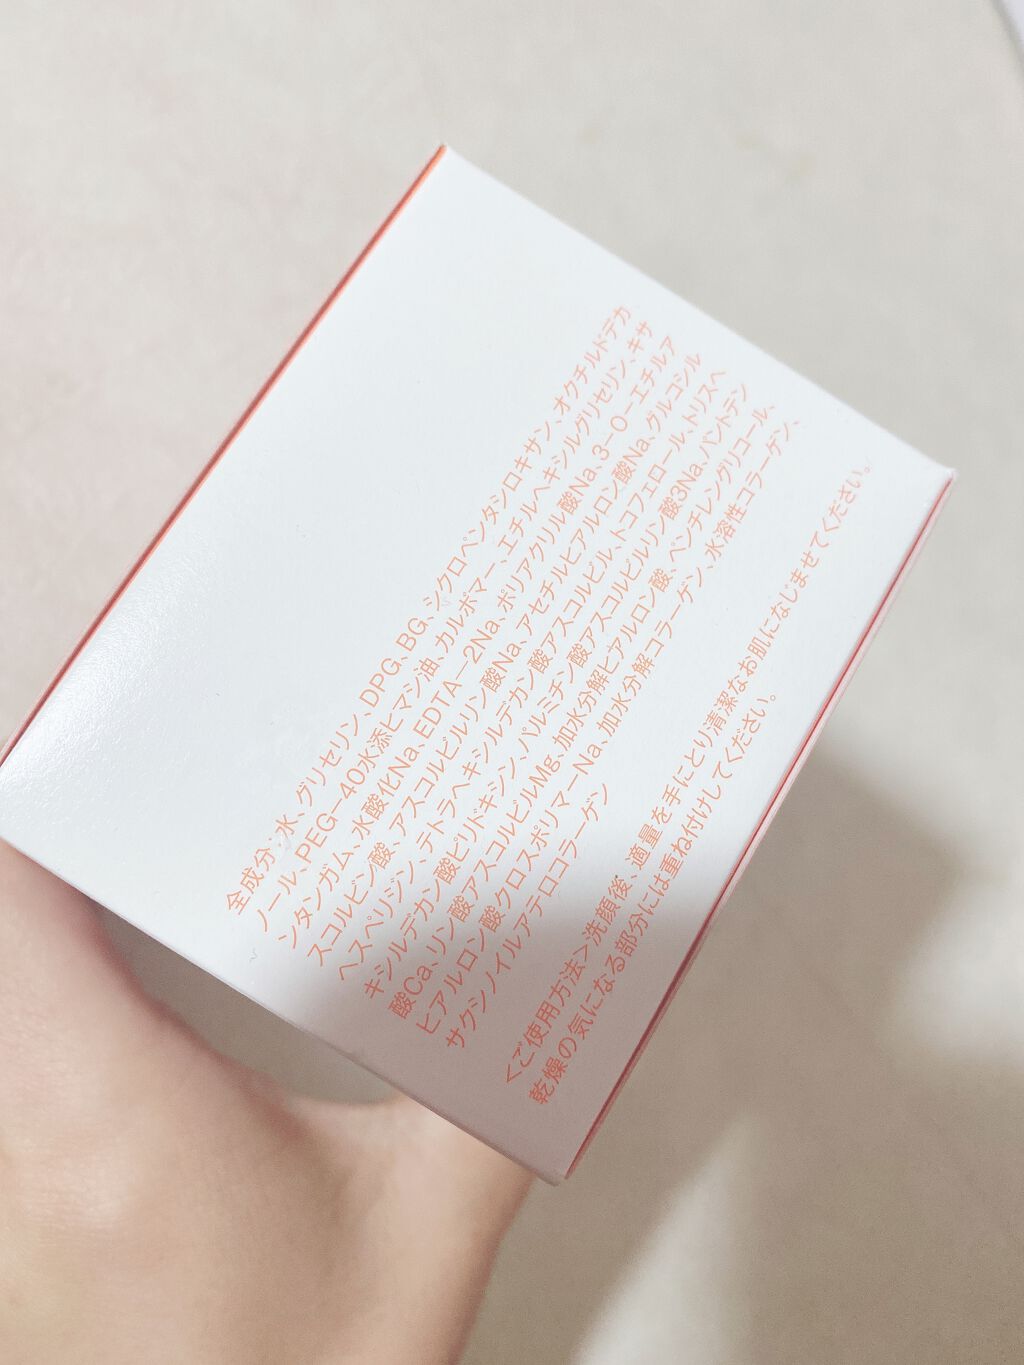 全成分:水、グリセリン、DPG、BG、シクロペンタシロキサン、オクチルドデカ
ノール、PEG-40水添ヒマシ油、カルボマー、エチルヘキシルグリセリン、キサ
ンタンガム、水酸化Na、EDTA-2Na、ポリアクリル酸Na、3-O-エチルア
スコルビン酸、アスコルビルリン酸Na、アセチルヒアルロン酸Na、グルコシル
ヘスペリジン、テトラヘキシルデカン酸アスコルビル、トコフェロール、トリスヘ
キシルデカン酸ピリドキシン、パルミチン酸アスコルビルリン酸3Na、パントテン
酸Ca、リン酸アスコルビルMg、加水分解ヒアルロン酸、ペンチレングリコール、
ヒアルロン酸クロスポリマーNa、加水分解コラーゲン、水溶性コラーゲン、
サクシノイルアテロコラーゲン
<ご使用方法>洗顔後、適量を手にとり清潔なお肌になじませてください。
乾燥の気になる部分には重ね付けしてください。